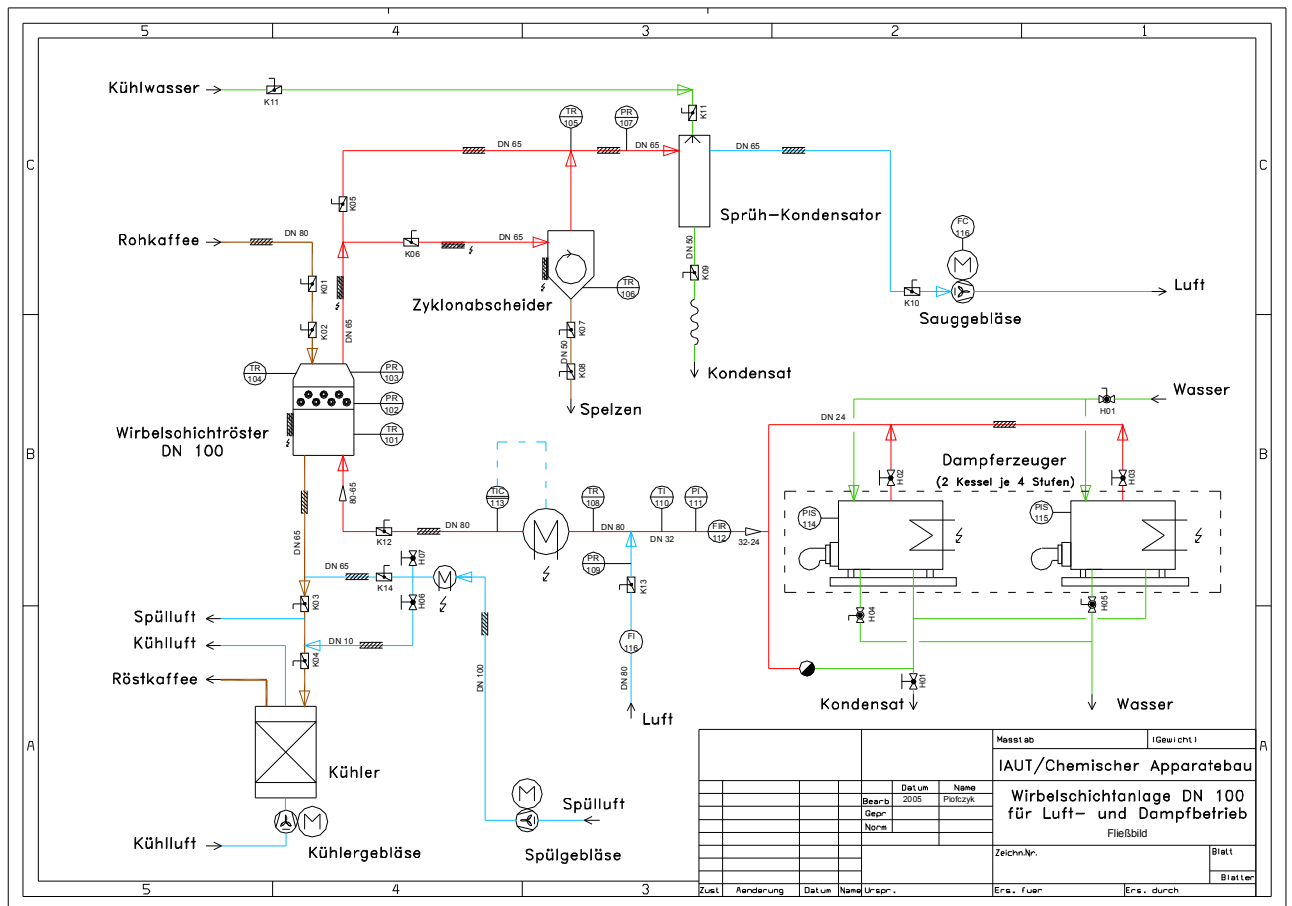 5
4
3
2
1
Kühlwasser
K11
K11
TR
105
PR
107
DN 65
DN 65
DN 65
C
C
K05
Sprüh-Kondensator
Rohkaffee
DN 80
K06
DN 65
DN 50
FC
116
M
K01
K09
TR
106
Luft
K10
Zyklonabscheider
Sauggebläse
K02
DN 65
K07
DN 50
K08
TR
104
PR
103
Kondensat
Wasser
PR
102
Spelzen
H01
DN 24
Wirbelschichtröster
DN 100
TR
101
B
B
Dampferzeuger
(2 Kessel je 4 Stufen)
H02
H03
80-65
TIC
113
TR
108
TI
110
PI
111
PIS
114
PIS
115
DN 65
DN 80
DN 80
DN 32
FIR
112
32-24
K12
M
H07
PR
109
DN 65
K14
M
K13
K03
H06
H04
H05
Spülluft
Kühlluft
DN 10
FI
116
K04
Röstkaffee
DN 100
DN 80
H01
Kondensat
Wasser
Luft
A
A
Kühler
M
Spülluft
M
Kühlluft
Kühlergebläse
Spülgebläse
Masstab
(Gewicht)
IAUT/Chemischer Apparatebau
Datum
Name
Bearb
2005
Piofczyk
Gepr
Norm
Wirbelschichtanlage DN 100
für Luft- und Dampfbetrieb
Fließbild
Zeichn.Nr.
Blatt
Blatter
Zust
Aenderung
Datum
Name
Urspr.
Ers. fuer
Ers. durch
5
4
3